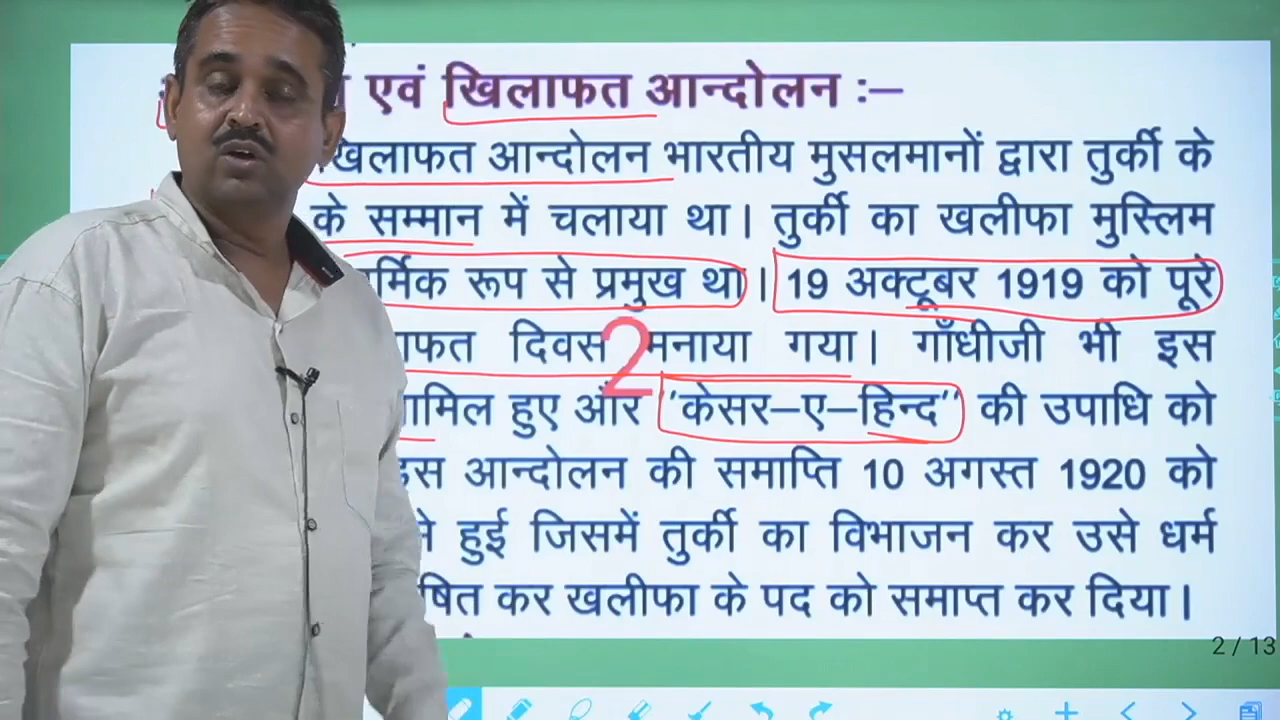 एवं खिलाफत आन्दोलन :–
खिलाफत आन्दोलन भारतीय मुसलमानों द्वारा तुर्की के
के सम्मान में चलाया था। तुर्की का खलीफा मुस्लिम
रूप से प्रमुख था। 19 अक्टूबर 1919 को पूरे
दिवस मनाया गया। गाँधीजी भी इस
हुए और "केसर–ए–हिन्द" की उपाधि को
आन्दोलन की समाप्ति 10 अगस्त 1920 को
हुई जिसमें तुर्की का विभाजन कर उसे धर्म
कर खलीफा के पद को समाप्त कर दिया।
2
2 / 13